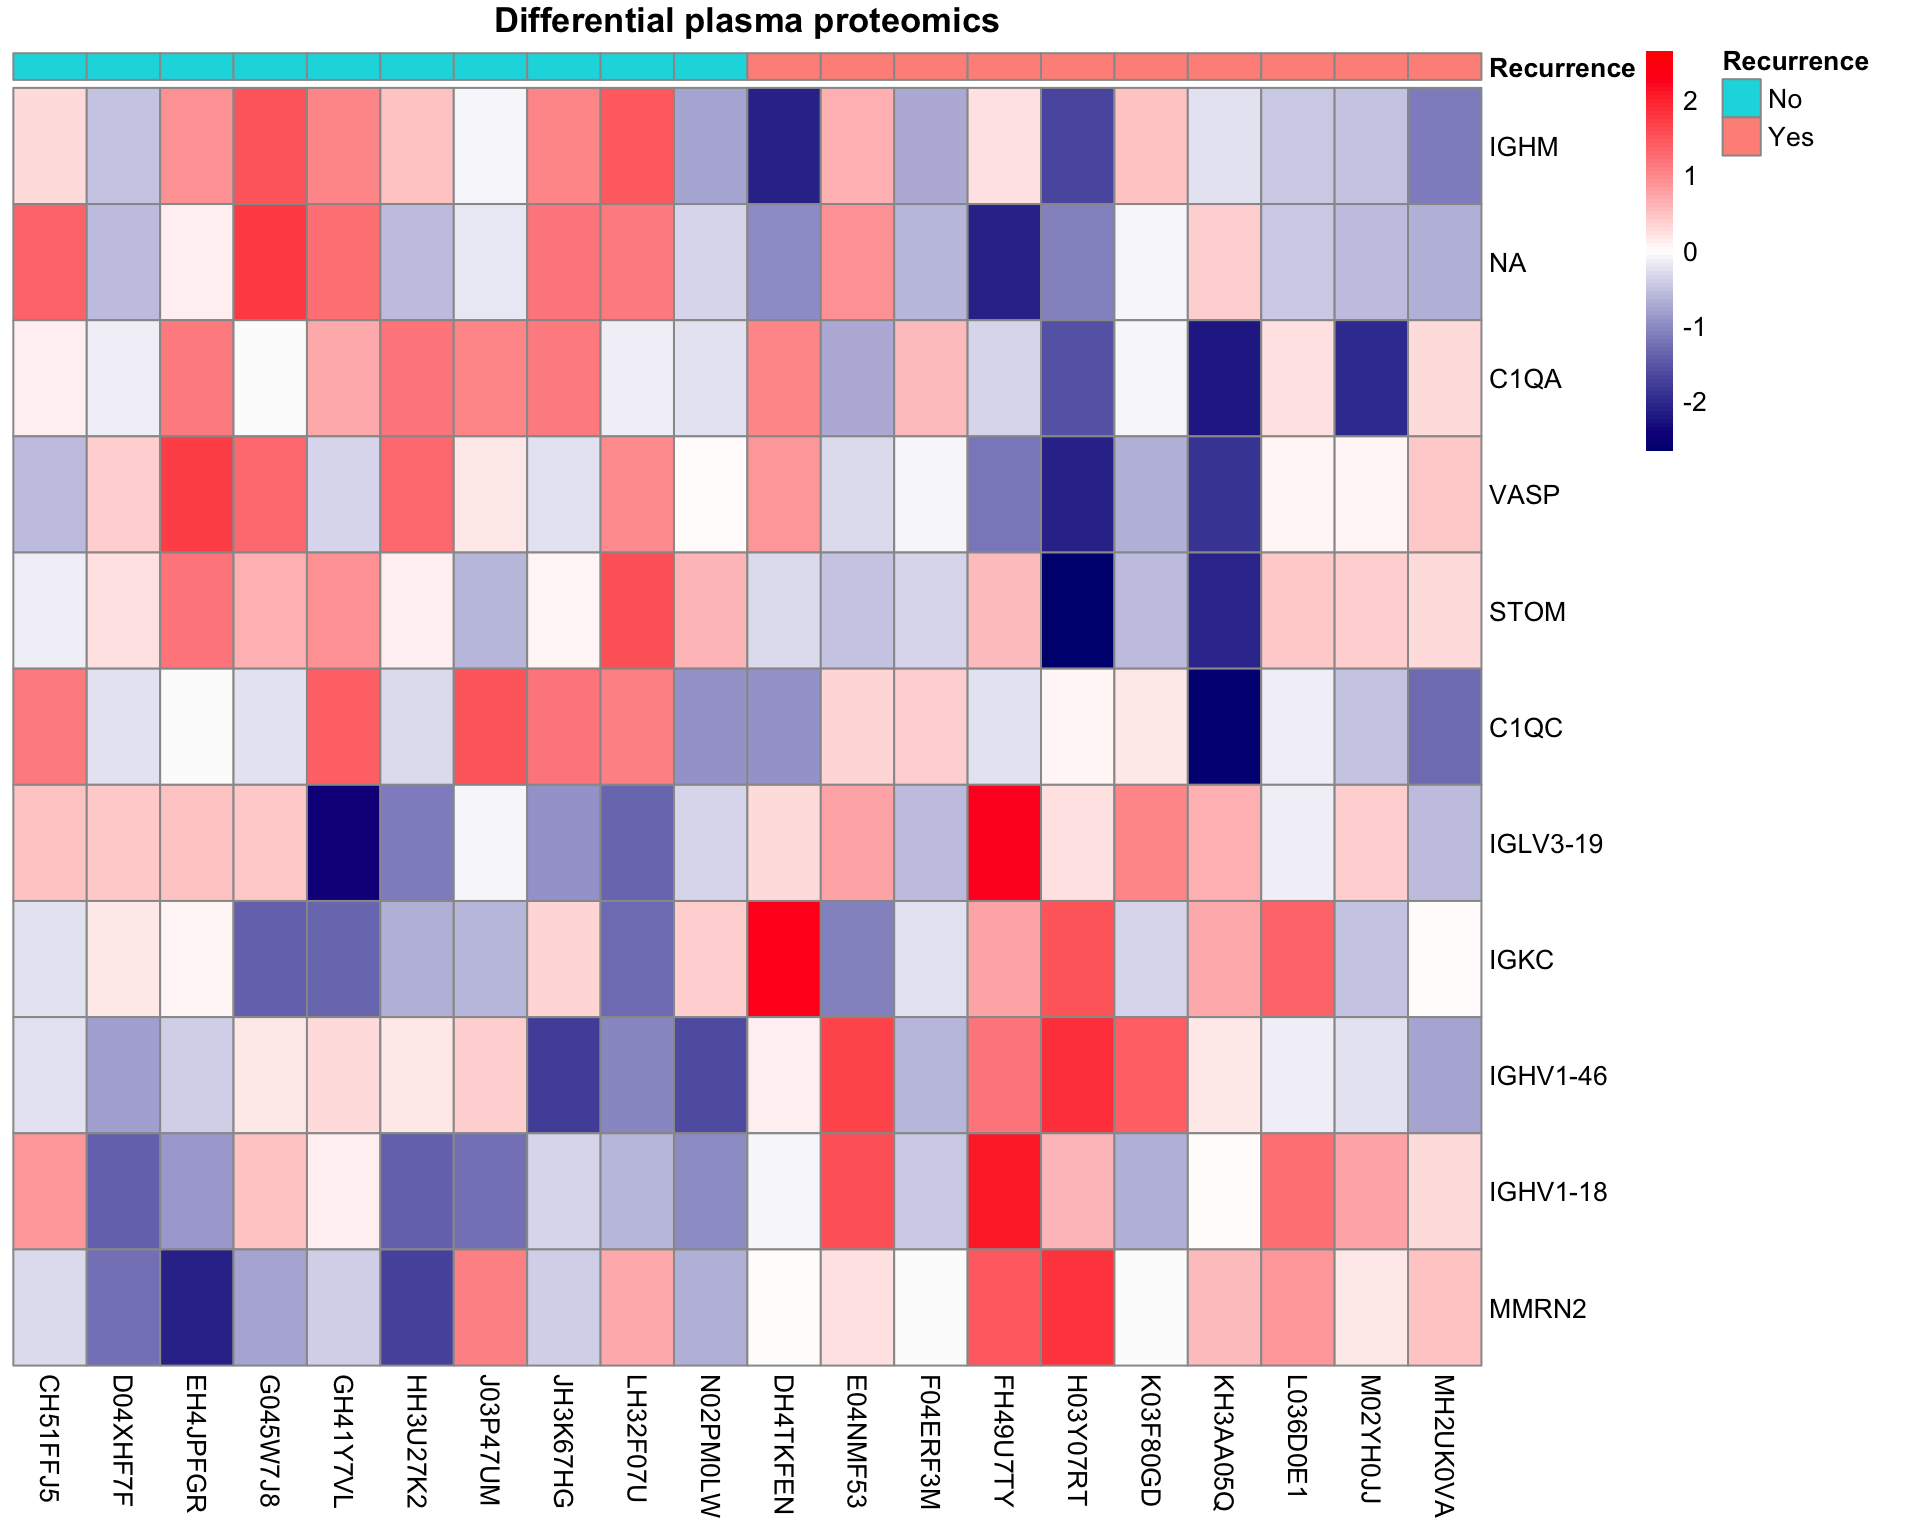 Differential plasma proteomics
Recurrence
2
1
0
-1
-2
Recurrence
No
Yes
IGHM
NA
C1QA
VASP
STOM
C1QC
IGLV3-19
IGKC
IGHV1-46
IGHV1-18
MMRN2
CH51FFJ5
D04XHF7F
EH4JPFGR
G045W7J8
GH41Y7VL
HH3U27K2
J03P47UM
JH3K67HG
LH32F07U
N02PM0LW
DH4TKFEN
E04NMF53
F04ERF3M
FH49U7TY
H03Y07RT
K03F80GD
KH3AA05Q
L036D0E1
M02YH0JJ
MH2UK0VA